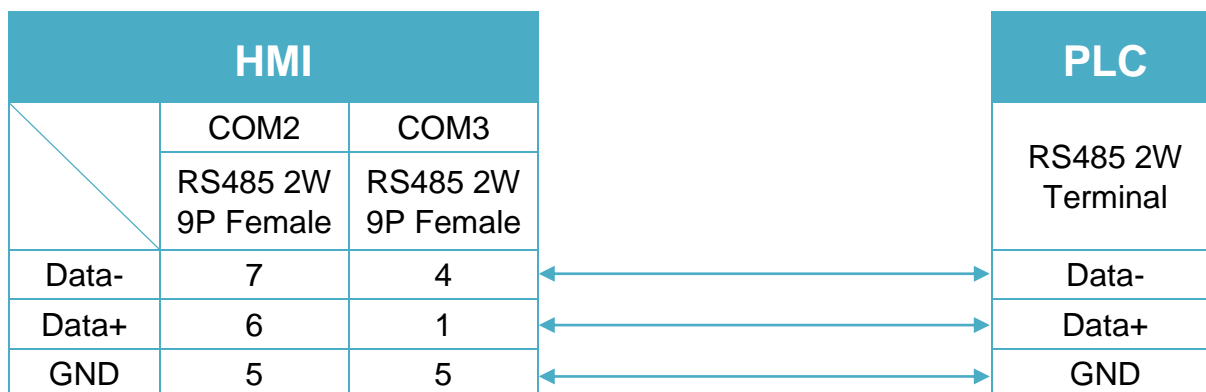 HMI
PLC
COM2 COM3
RS485 2W
9P Female
RS485 2W
9P Female
RS485 2W
Terminal
Data- 7 4 Data-
Data+ 6 1 Data+
GND 5 5 GND